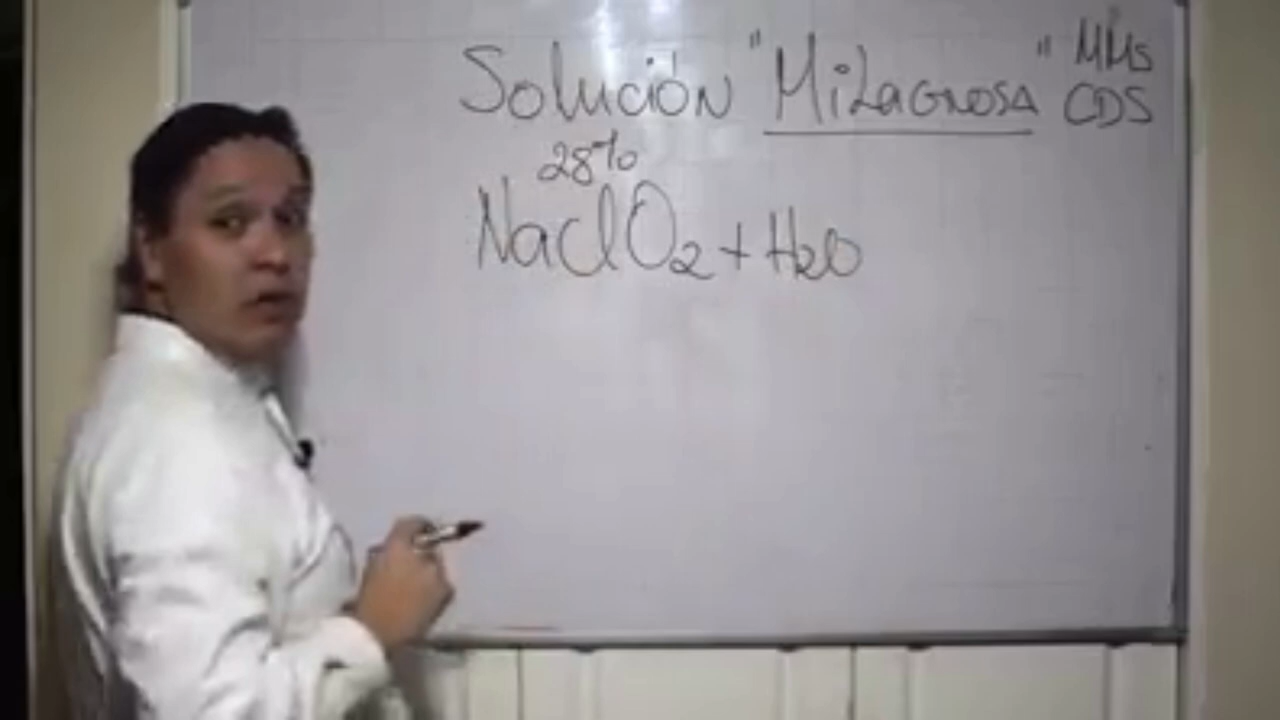 Solución "Milagrosa" MMs
CDS
28%
NaClO₂ + H₂O